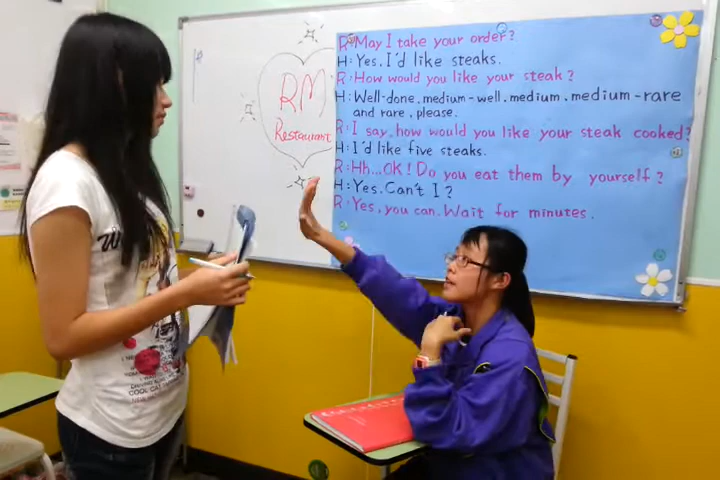 RM
Restaurant
R: May I take your order?
H: Yes. I'd like steaks.
R: How would you like your steak?
H: Well-done. medium-well. medium. medium-rare
and rare, please.
R: I say, how would you like your steak cooked?
H: I'd like five steaks.
R: Hh...OK! Do you eat them by yourself?
H: Yes. Can't I?
R: Yes, you can. Wait for minutes.
COOL CAT